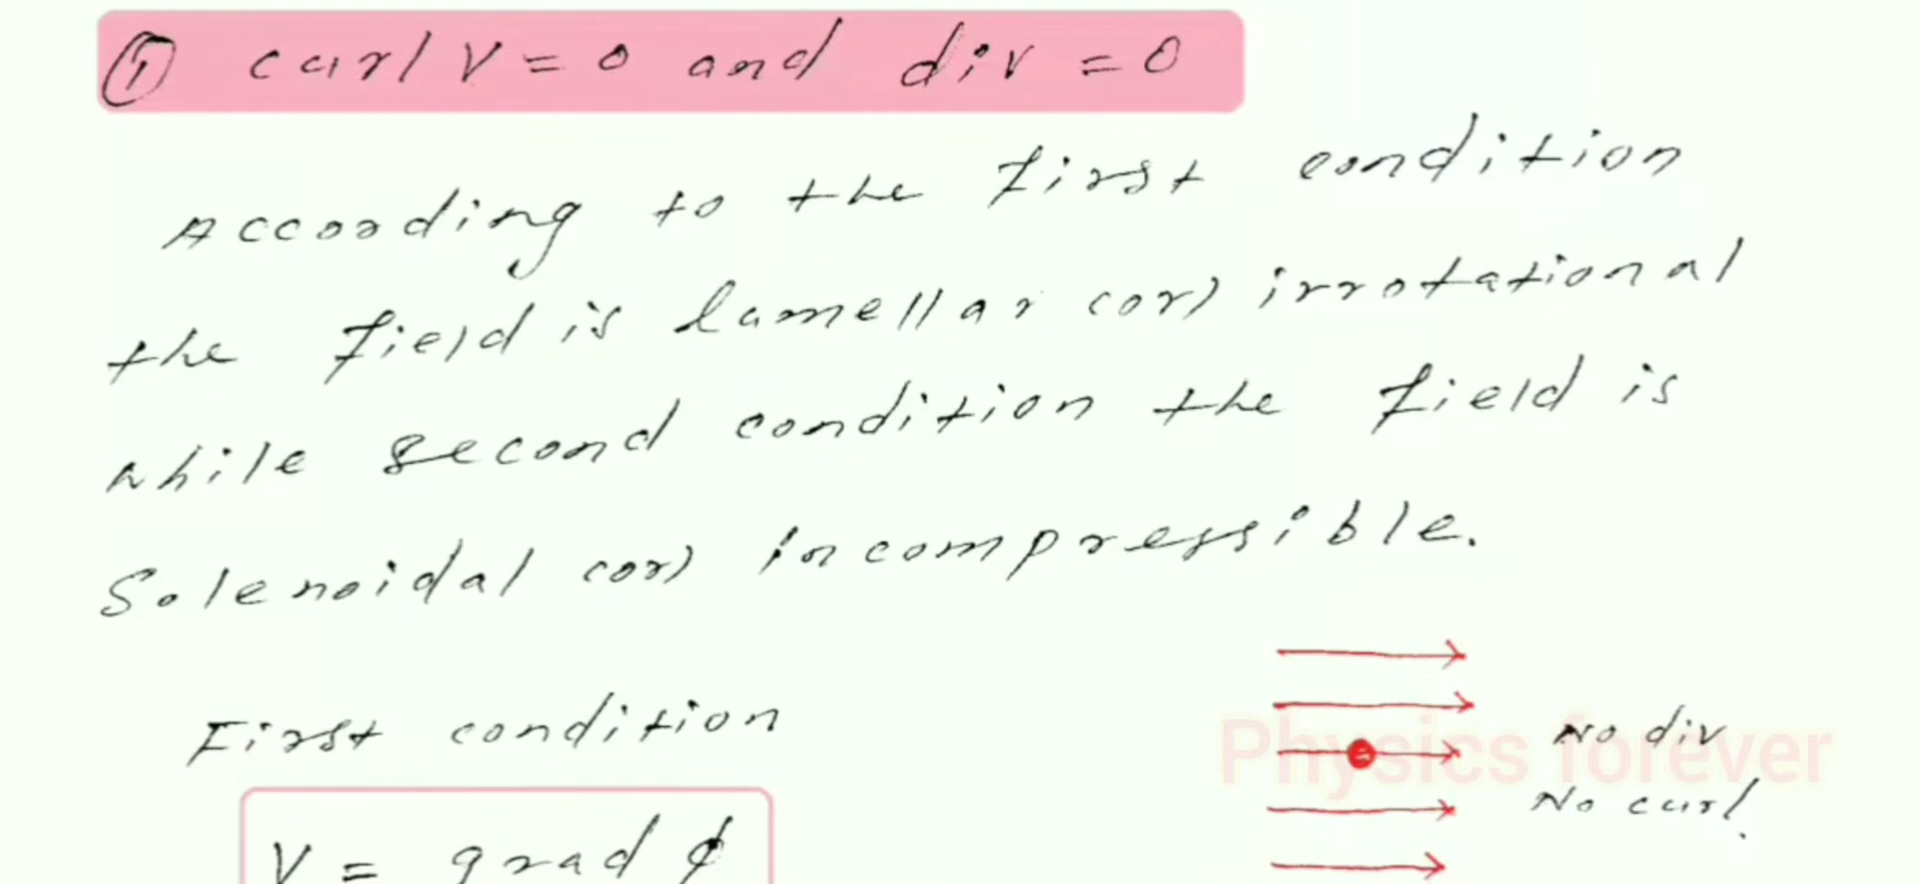 ① curl V = 0 and div = 0
According to the first condition
the field is lamellar (or) irrotational
while second condition the field is
Solenoidal (or) incompressible.
First condition
V = grad ϕ
Physics forever
No div
No curl.